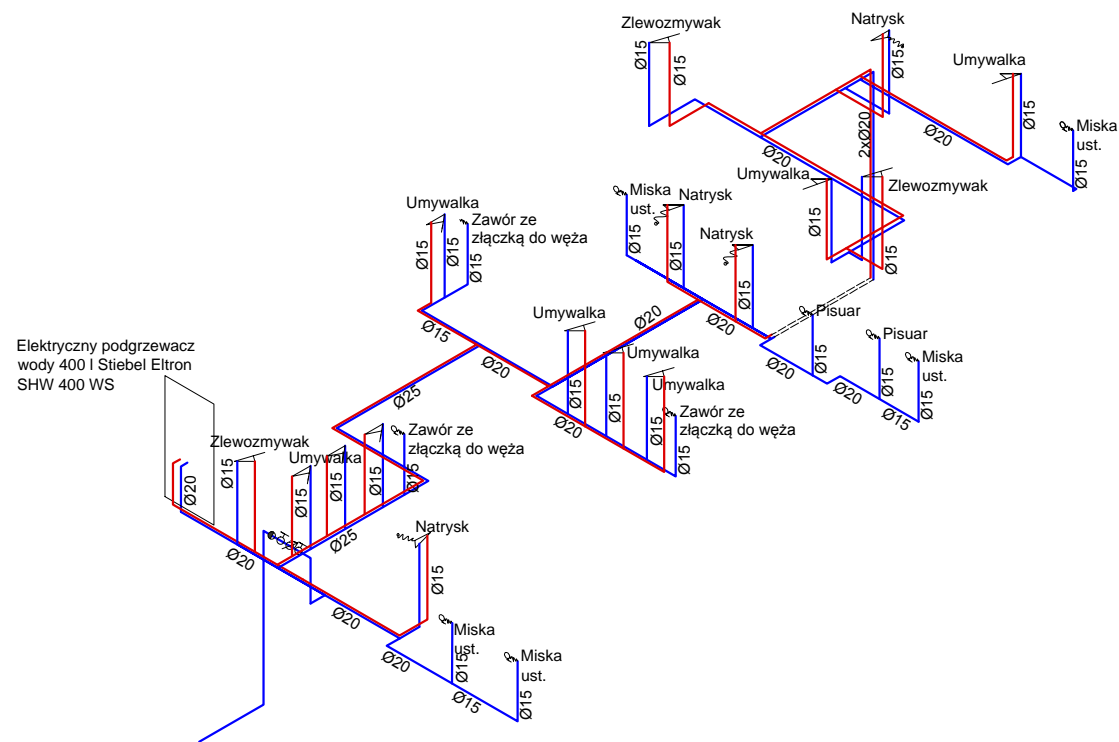 Zlewozmywak
Natrysk
Ø15
Ø15
Ø15
Umywalka
Ø15
Miska
ust.
Ø15
Ø20
2xØ20
Ø20
Umywalka
Zlewozmywak
Ø15
Ø15
Miska
ust.
Natrysk
Ø15
Ø15
Natrysk
Ø15
Umywalka
Zawór ze
złączką do węża
Ø15
Ø15
Ø15
Ø15
Ø20
Ø20
Ø20
Pisuar
Ø15
Pisuar
Ø15
Miska
ust.
Ø15
Ø20
Ø20
Ø15
Umywalka
Umywalka
Umywalka
Ø15
Ø15
Ø15
Ø20
Zawór ze
złączką do węża
Ø15
Elektryczny podgrzewacz
wody 400 l Stiebel Eltron
SHW 400 WS
Ø25
Zlewozmywak
Umywalka
Zawór ze
złączką do węża
Ø20
Ø15
Ø15
Ø15
Ø15
Ø15
Ø20
Ø25
Natrysk
Ø15
Ø20
Miska
ust.
Ø15
Miska
ust.
Ø15
Ø20
Ø15